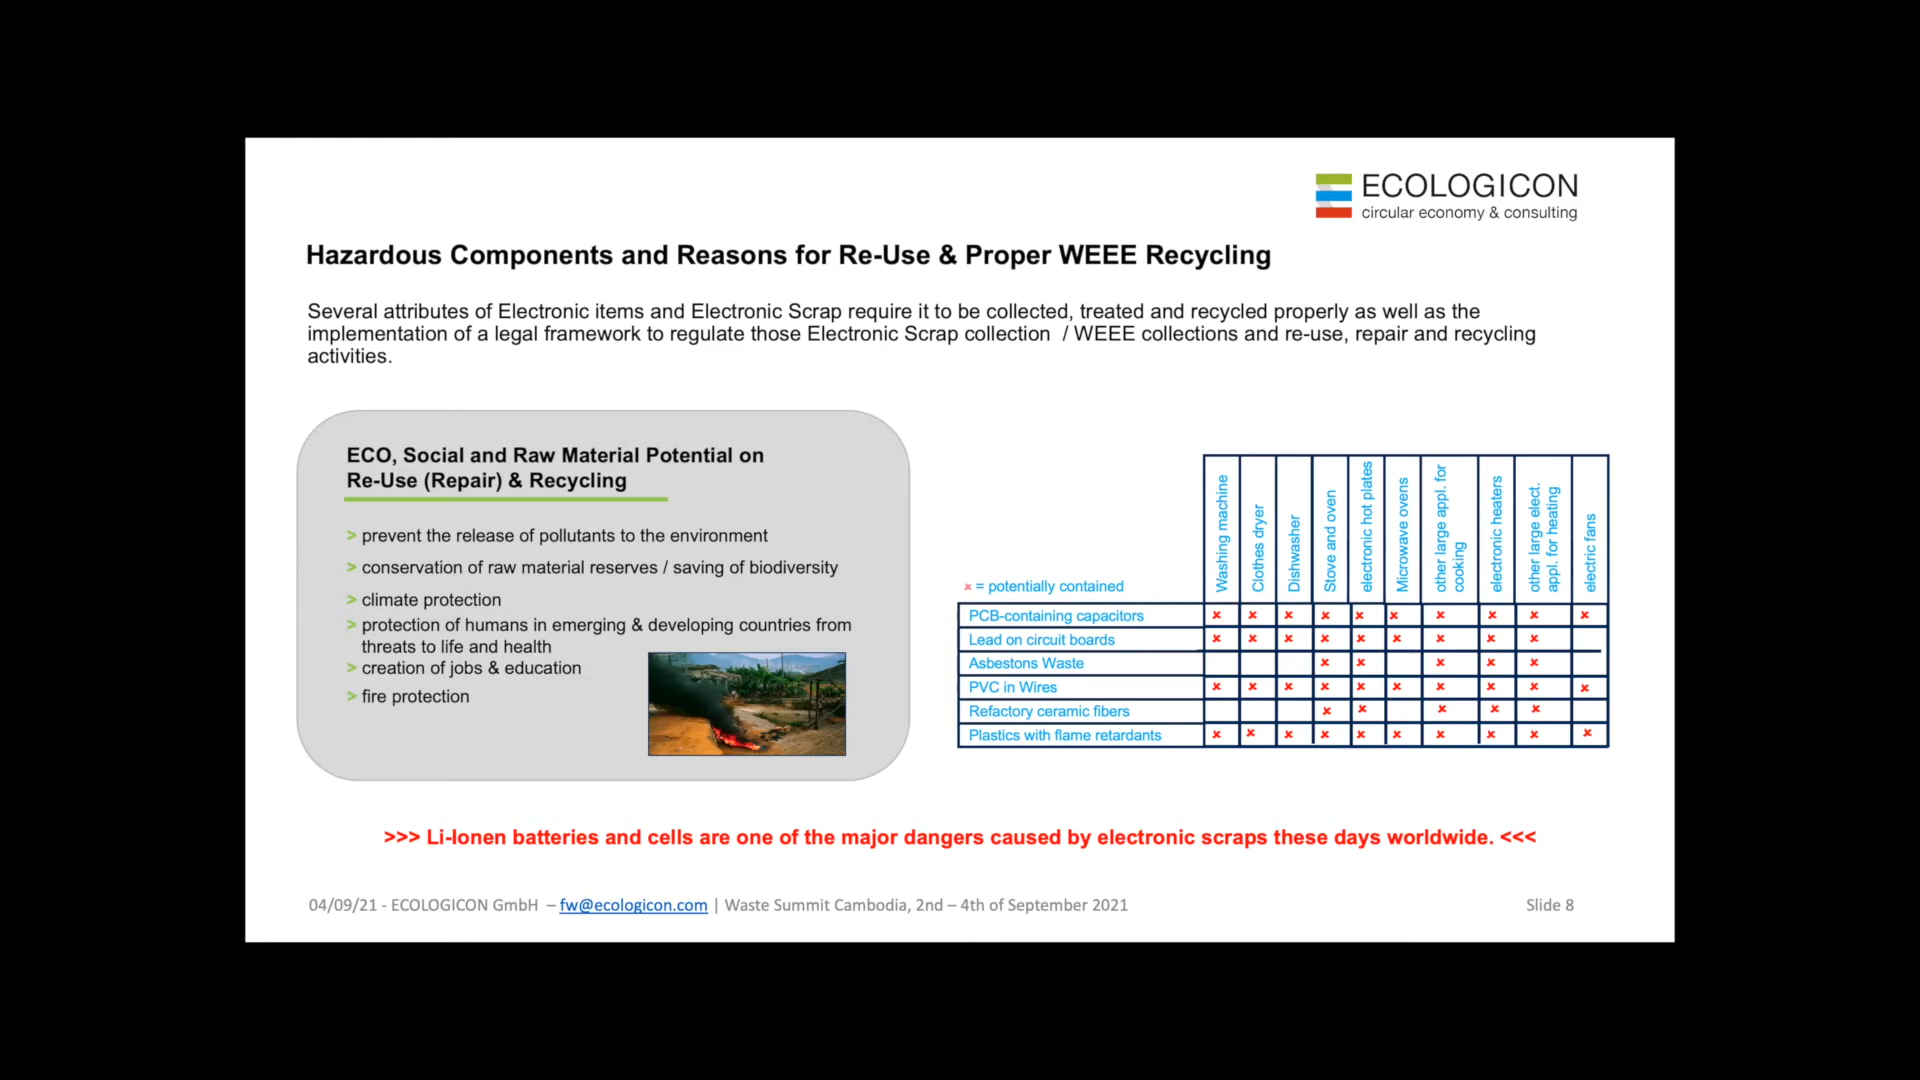 ECOLOGICON
circular economy & consulting
Hazardous Components and Reasons for Re-Use & Proper WEEE Recycling
Several attributes of Electronic items and Electronic Scrap require it to be collected, treated and recycled properly as well as the
implementation of a legal framework to regulate those Electronic Scrap collection / WEEE collections and re-use, repair and recycling
activities.
ECO, Social and Raw Material Potential on
Re-Use (Repair) & Recycling
> prevent the release of pollutants to the environment
> conservation of raw material reserves / saving of biodiversity
> climate protection
> protection of humans in emerging & developing countries from
threats to life and health
> creation of jobs & education
> fire protection
Washing machine
Clothes dryer
Dishwasher
Stove and oven
electronic hot plates
Microwave ovens
other large appl. for
cooking
electronic heaters
other large elect.
appl. for heating
electric fans
x = potentially contained
PCB-containing capacitors x x x x x x x x x x
Lead on circuit boards x x x x x x x x x
Asbestons Waste x x x x x
PVC in Wires x x x x x x x x x x
Refactory ceramic fibers x x x x x
Plastics with flame retardants x x x x x x x x x x
>>> Li-Ionen batteries and cells are one of the major dangers caused by electronic scraps these days worldwide. <<<
04/09/21 - ECOLOGICON GmbH – fw@ecologicon.com | Waste Summit Cambodia, 2nd – 4th of September 2021
Slide 8